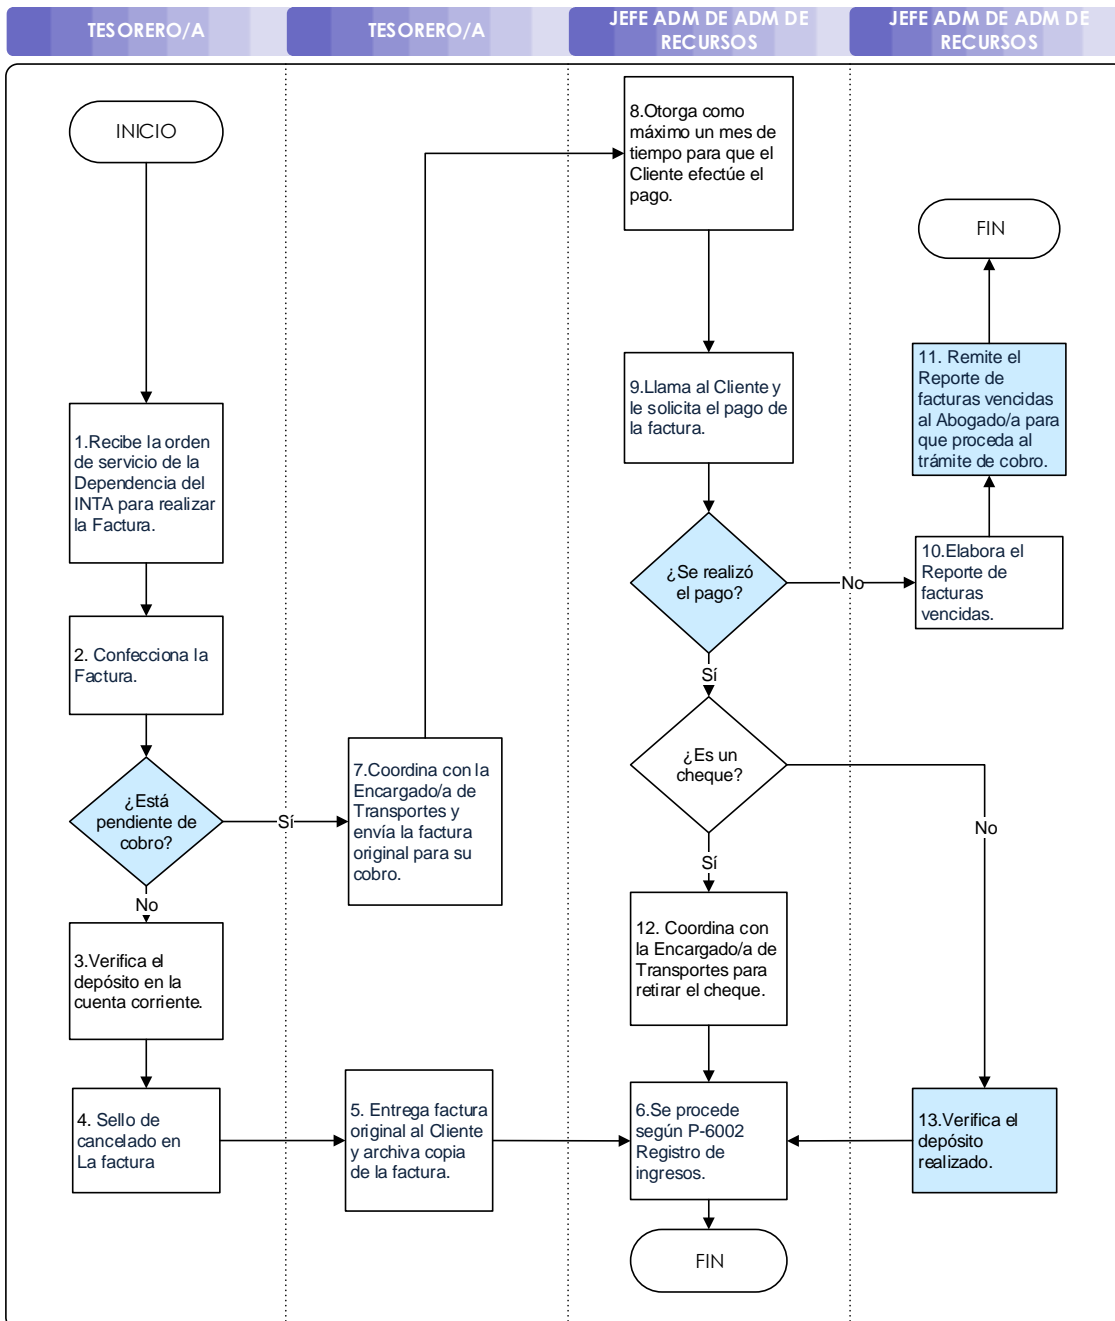 TESORERO/A
TESORERO/A
JEFE ADM DE ADM DE
RECURSOS
JEFE ADM DE ADM DE
RECURSOS
INICIO
1.Recibe la orden
de servicio de la
Dependencia del
INTA para realizar
la Factura.
2. Confecciona la
Factura.
¿Está
pendiente de
cobro?
Sí
No
3.Verifica el
depósito en la
cuenta corriente.
4. Sello de
cancelado en
La factura
7.Coordina con la
Encargado/a de
Transportes y
envía la factura
original para su
cobro.
5. Entrega factura
original al Cliente
y archiva copia
de la factura.
8.Otorga como
máximo un mes de
tiempo para que el
Cliente efectúe el
pago.
9.Llama al Cliente y
le solicita el pago de
la factura.
¿Se realizó
el pago?
No
Sí
¿Es un
cheque?
No
Sí
12. Coordina con
la Encargado/a de
Transportes para
retirar el cheque.
6.Se procede
según P-6002
Registro de
ingresos.
FIN
FIN
11. Remite el
Reporte de
facturas vencidas
al Abogado/a para
que proceda al
trámite de cobro.
10.Elabora el
Reporte de
facturas
vencidas.
13.Verifica el
depósito
realizado.